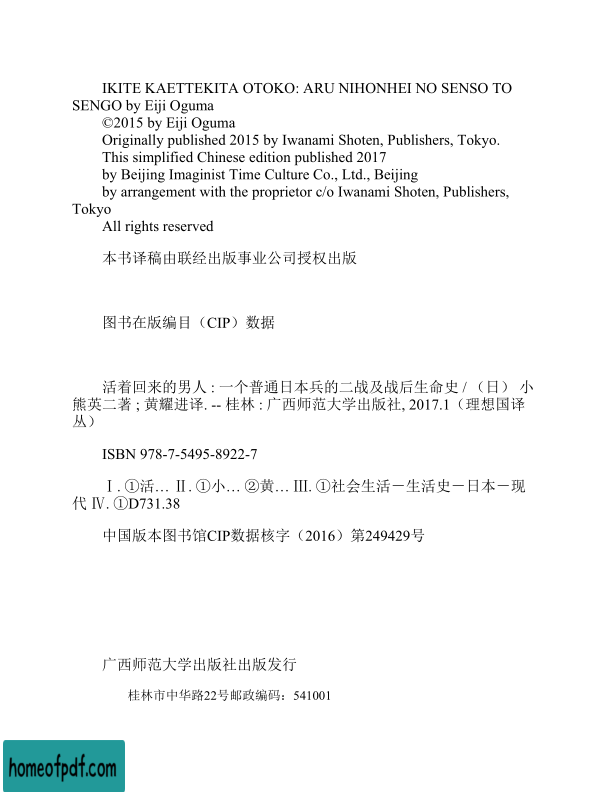 IKITE KAETTEKITA OTOKO: ARU NIHONHEI NO SENSO TO
SENGO by Eiji Oguma
©2015 by Eiji Oguma
Originally published 2015 by Iwanami Shoten, Publishers, Tokyo.
This simplified Chinese edition published 2017
by Beijing Imaginist Time Culture Co., Ltd., Beijing
by arrangement with the proprietor c/o Iwanami Shoten, Publishers,
Tokyo
All rights reserved
本书译稿由联经出版事业公司授权出版
图书在版编目（CIP）数据
活着回来的男人 : 一个普通日本兵的二战及战后生命史 / （日） 小
熊英二著 ; 黄耀进译. -- 桂林 : 广西师范大学出版社, 2017.1（理想国译
丛）
ISBN 978-7-5495-8922-7
Ⅰ. ①活… Ⅱ. ①小… ②黄… Ⅲ. ①社会生活－生活史－日本－现
代 Ⅳ. ①D731.38
中国版本图书馆CIP数据核字（2016）第249429号
广西师范大学出版社出版发行
桂林市中华路22号邮政编码：541001
homeofpdf.com